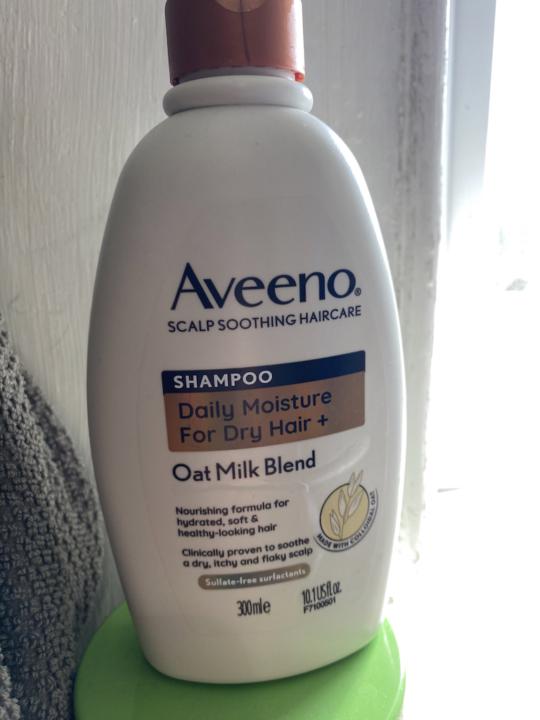 Aveeno®
SCALP SOOTHING HAIRCARE
SHAMPOO
Daily Moisture
For Dry Hair +
Oat Milk Blend
Nourishing formula for
hydrated, soft &
healthy-looking hair
MADE WITH COLLOIDAL OAT
Clinically proven to soothe
a dry, itchy and flaky scalp
Sulfate-free surfactants
300ml e
10.1 US fl.oz.
F7100601